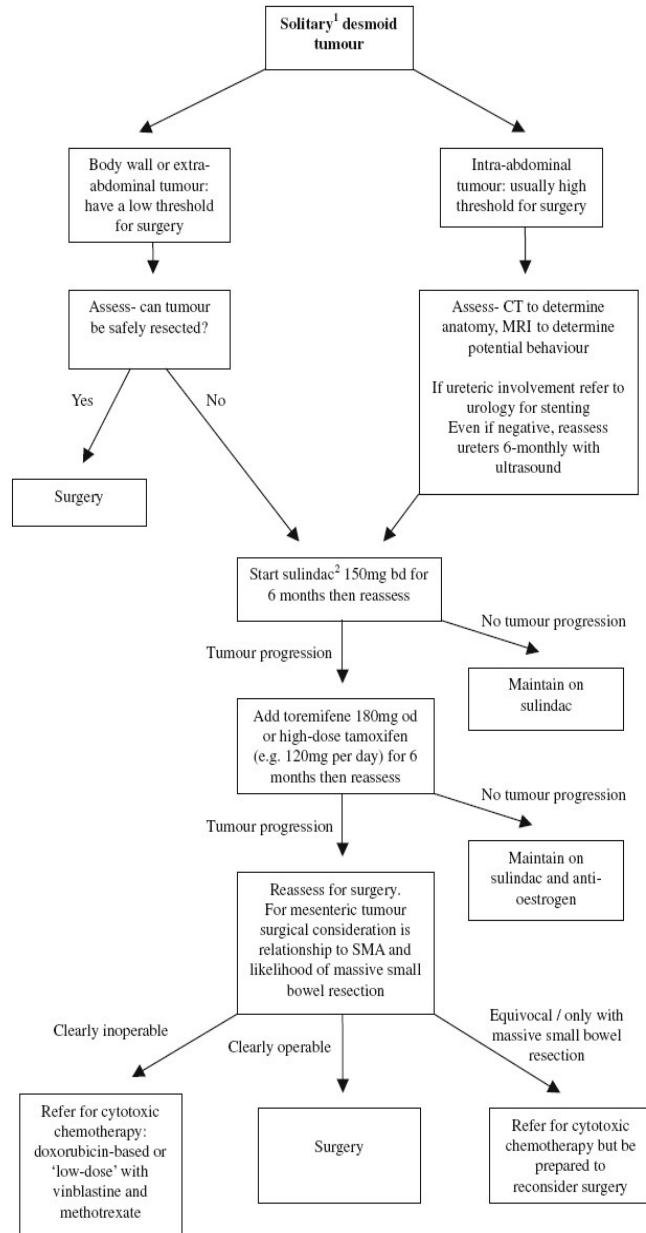 Solitary¹ desmoid
tumour
Body wall or extra-
abdominal tumour:
have a low threshold
for surgery
Intra-abdominal
tumour: usually high
threshold for surgery
Assess- can tumour
be safely resected?
Assess- CT to determine
anatomy, MRI to determine
potential behaviour
If ureteric involvement refer to
urology for stenting
Even if negative, reassess
ureters 6-monthly with
ultrasound
Yes
No
Surgery
Start sulindac² 150mg bd for
6 months then reassess
No tumour progression
Tumour progression
Maintain on
sulindac
Add toremifene 180mg od
or high-dose tamoxifen
(e.g. 120mg per day) for 6
months then reassess
No tumour progression
Tumour progression
Maintain on
sulindac and anti-
oestrogen
Reassess for surgery.
For mesenteric tumour
surgical consideration is
relationship to SMA and
likelihood of massive small
bowel resection
Clearly inoperable
Clearly operable
Equivocal / only with
massive small bowel
resection
Refer for cytotoxic
chemotherapy:
doxorubicin-based or
‘low-dose’ with
vinblastine and
methotrexate
Surgery
Refer for cytotoxic
chemotherapy but be
prepared to
reconsider surgery